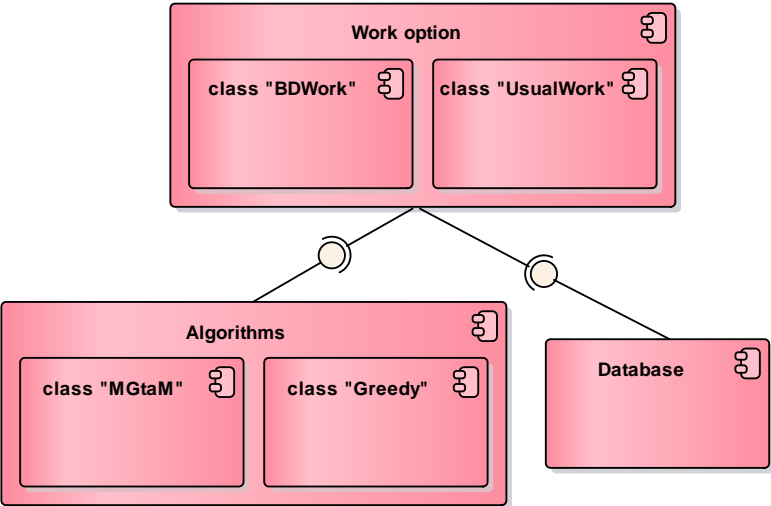 Work option
class "BDWork"
class "UsualWork"
Algorithms
class "MGtaM"
class "Greedy"
Database